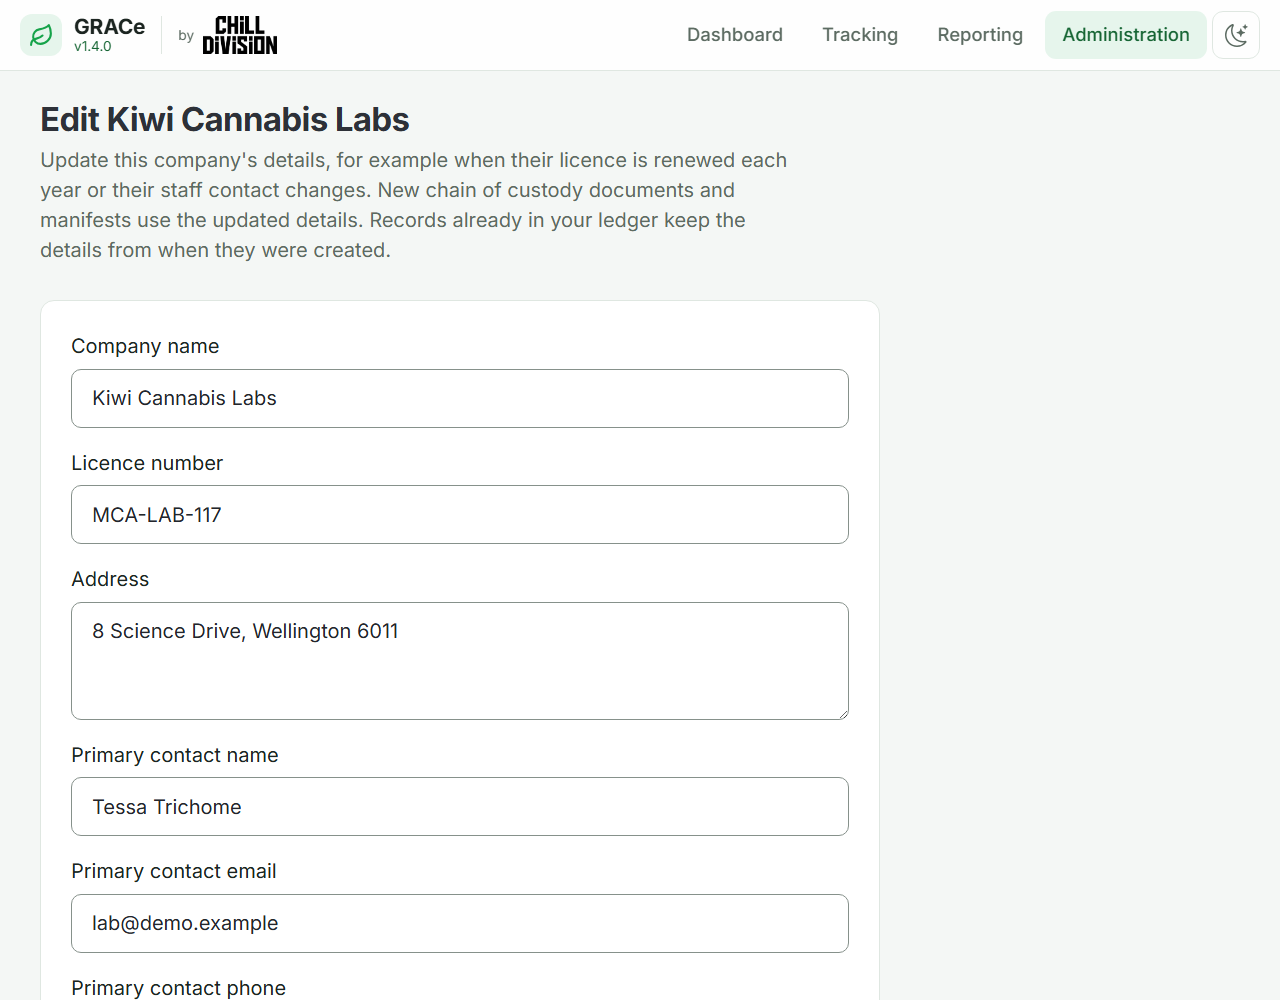 GRACe
v1.4.0
by
CHiLL
DiViSiON
Dashboard
Tracking
Reporting
Administration
Edit Kiwi Cannabis Labs
Update this company's details, for example when their licence is renewed each
year or their staff contact changes. New chain of custody documents and
manifests use the updated details. Records already in your ledger keep the
details from when they were created.
Company name
Kiwi Cannabis Labs
Licence number
MCA-LAB-117
Address
8 Science Drive, Wellington 6011
Primary contact name
Tessa Trichome
Primary contact email
lab@demo.example
Primary contact phone